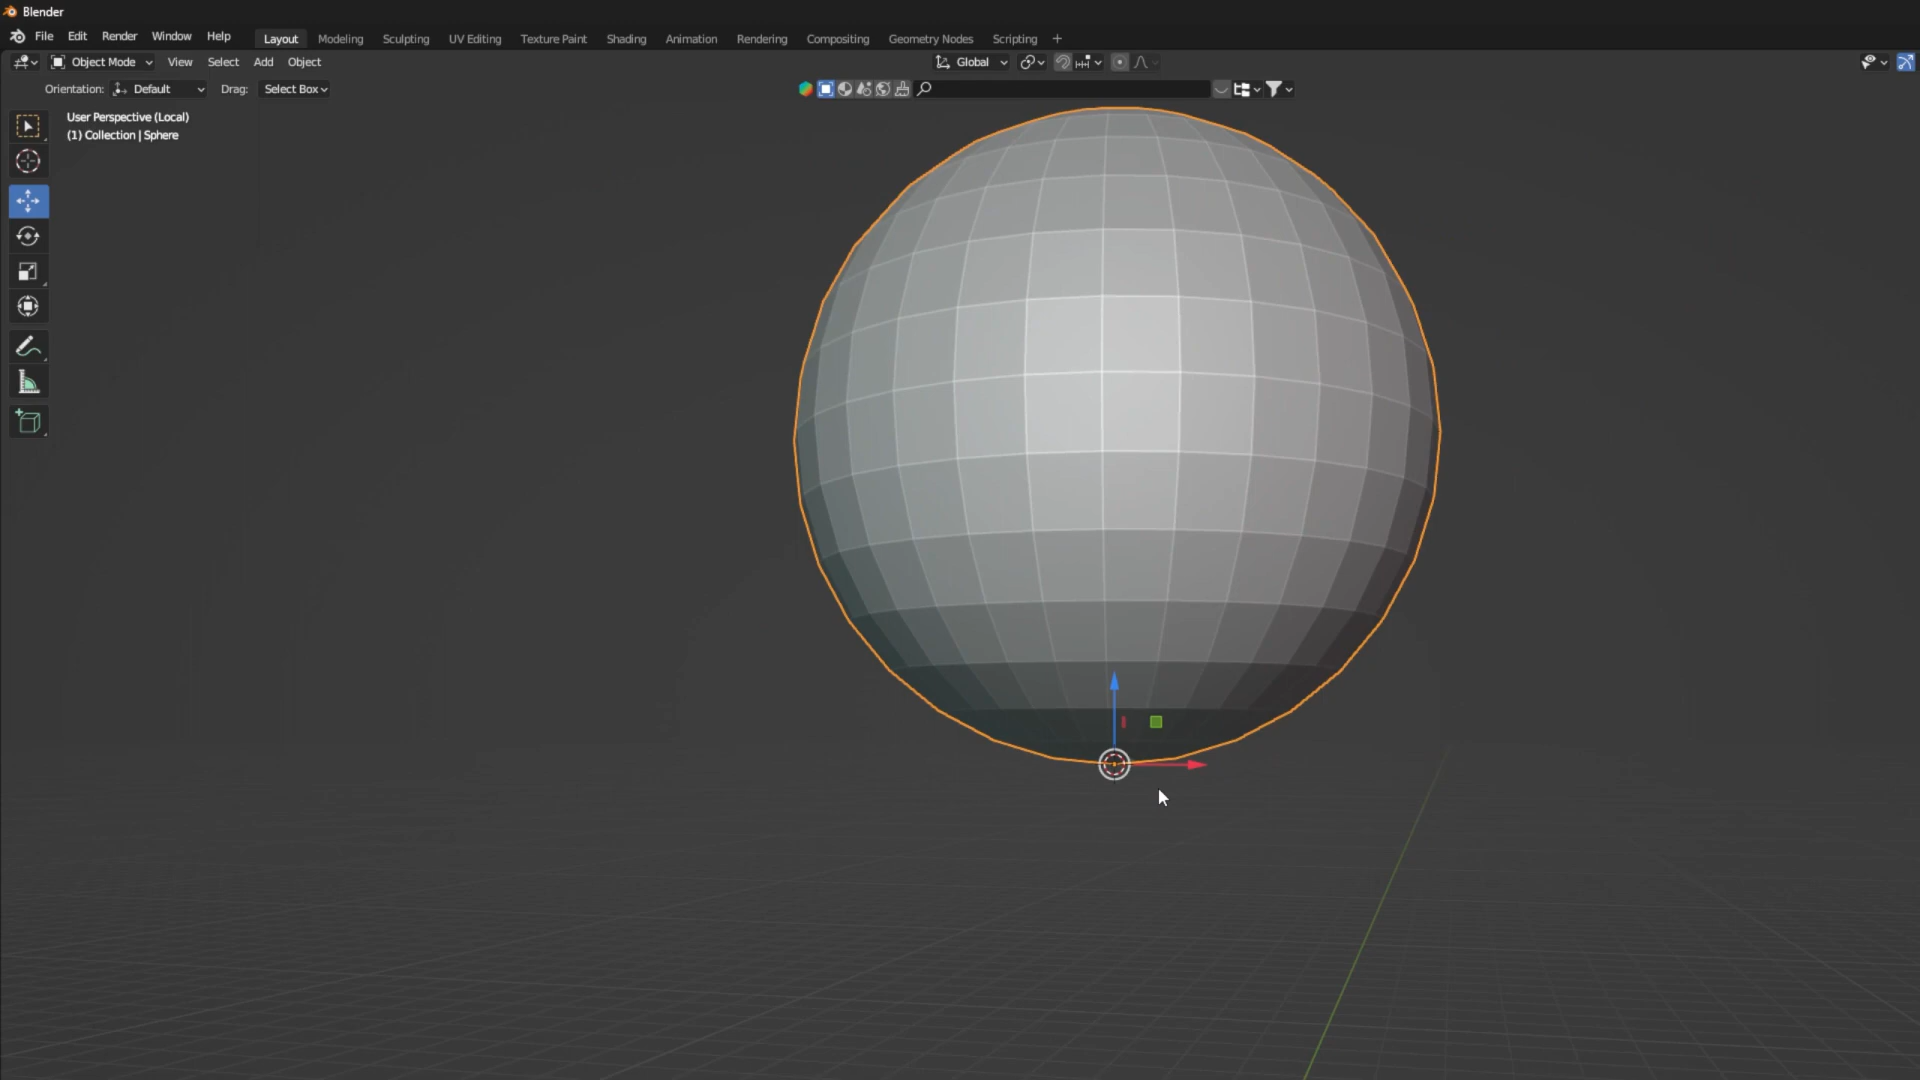 Blender
File Edit Render Window Help Layout Modeling Sculpting UV Editing Texture Paint Shading Animation Rendering Compositing Geometry Nodes Scripting +
Object Mode View Select Add Object Global
Orientation: Default Drag: Select Box
User Perspective (Local)
(1) Collection | Sphere